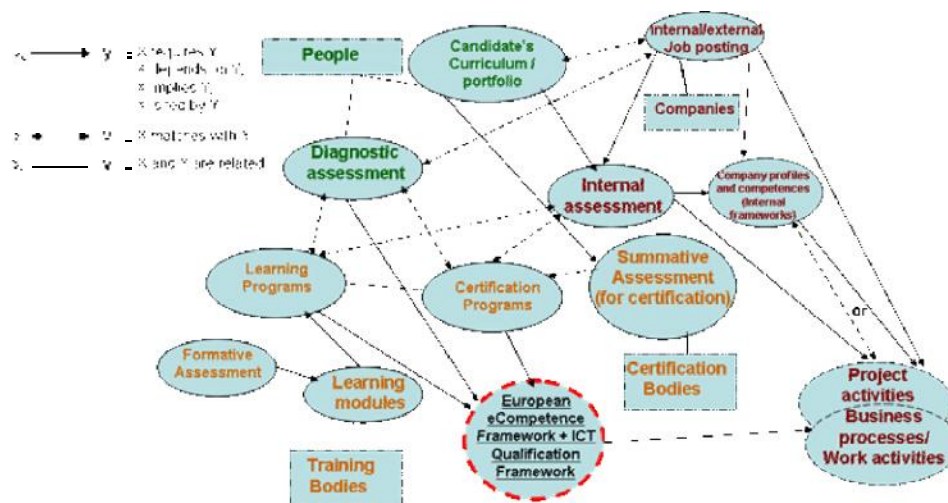 X requires Y
X depends on Y,
X implies Y,
X
X matches with Y
X and Y are related
People
Candidate's
Curriculum /
portfolio
Internal/external
Job posting
Companies
Diagnostic
assessment
Internal
assessment
Company profiles
and competences
(Internal
frameworks)
Learning
Programs
Certification
Programs
Summative
Assessment
(for certification)
or
Formative
Assessment
Learning
modules
European
eCompetence
Framework + ICT
Qualification
Framework
Certification
Bodies
Project
activities
Business
processes/
Work activities
Training
Bodies